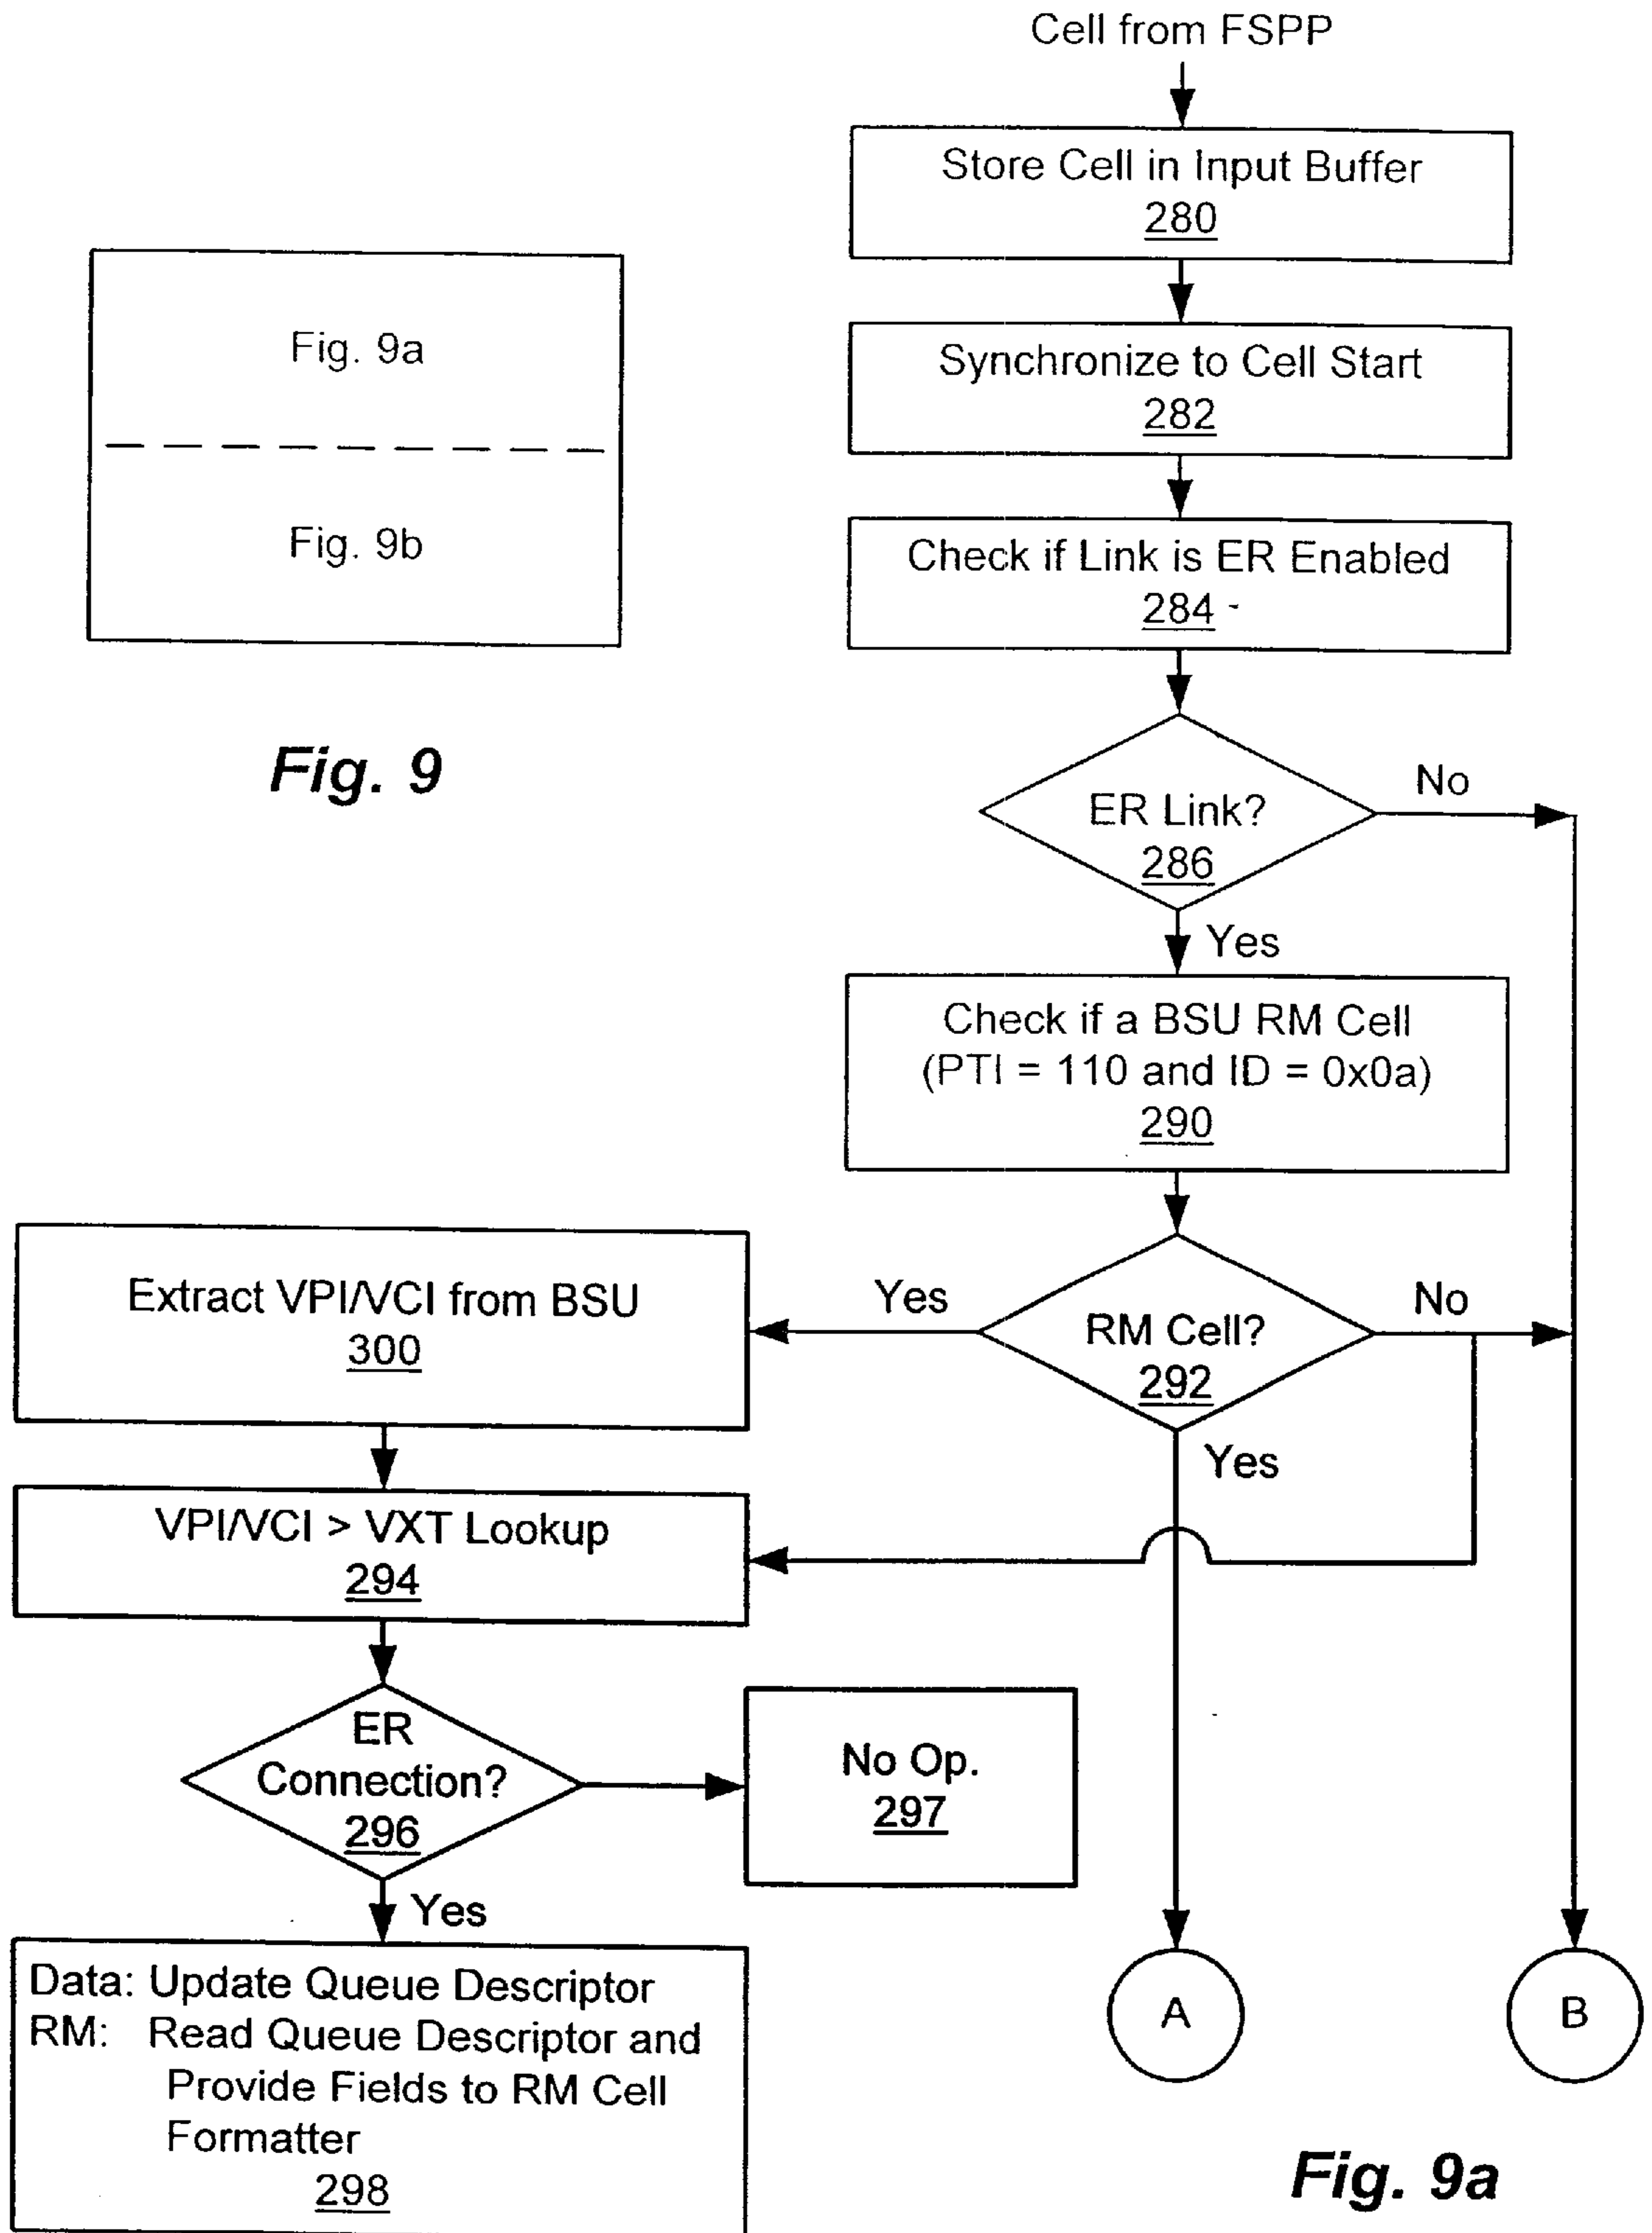 Cell from FSPP
Store Cell in Input Buffer
280
Synchronize to Cell Start
282
Check if Link is ER Enabled
284
Fig. 9a
Fig. 9b
Fig. 9
ER Link?
286
No
Yes
Check if a BSU RM Cell
(PTI = 110 and ID = 0x0a)
290
Extract VPI/VCI from BSU
300
Yes
RM Cell?
292
No
Yes
VPI/VCI > VXT Lookup
294
ER
Connection?
296
No Op.
297
Yes
Data: Update Queue Descriptor
RM: Read Queue Descriptor and
Provide Fields to RM Cell
Formatter
298
A
B
Fig. 9a